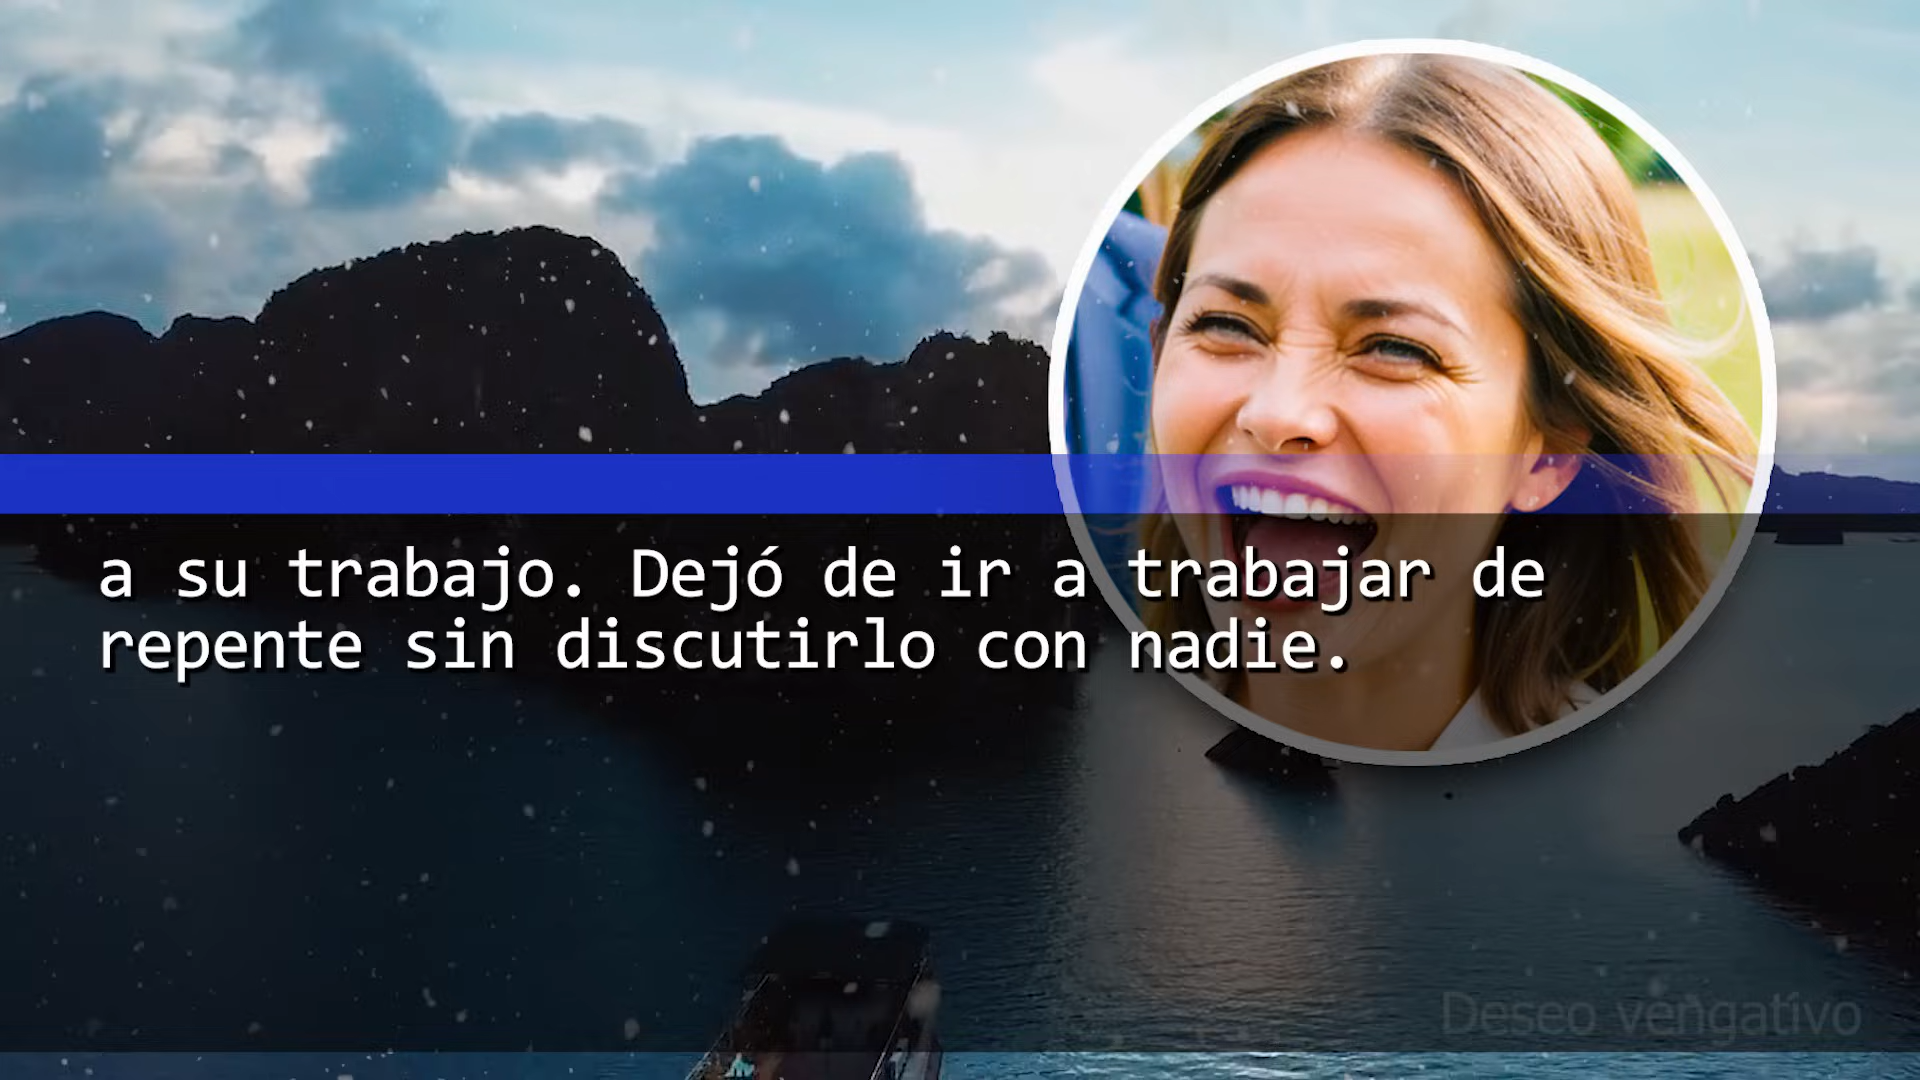 a su trabajo. Dejó de ir a trabajar de
repente sin discutirlo con nadie.
Deseo vengativo